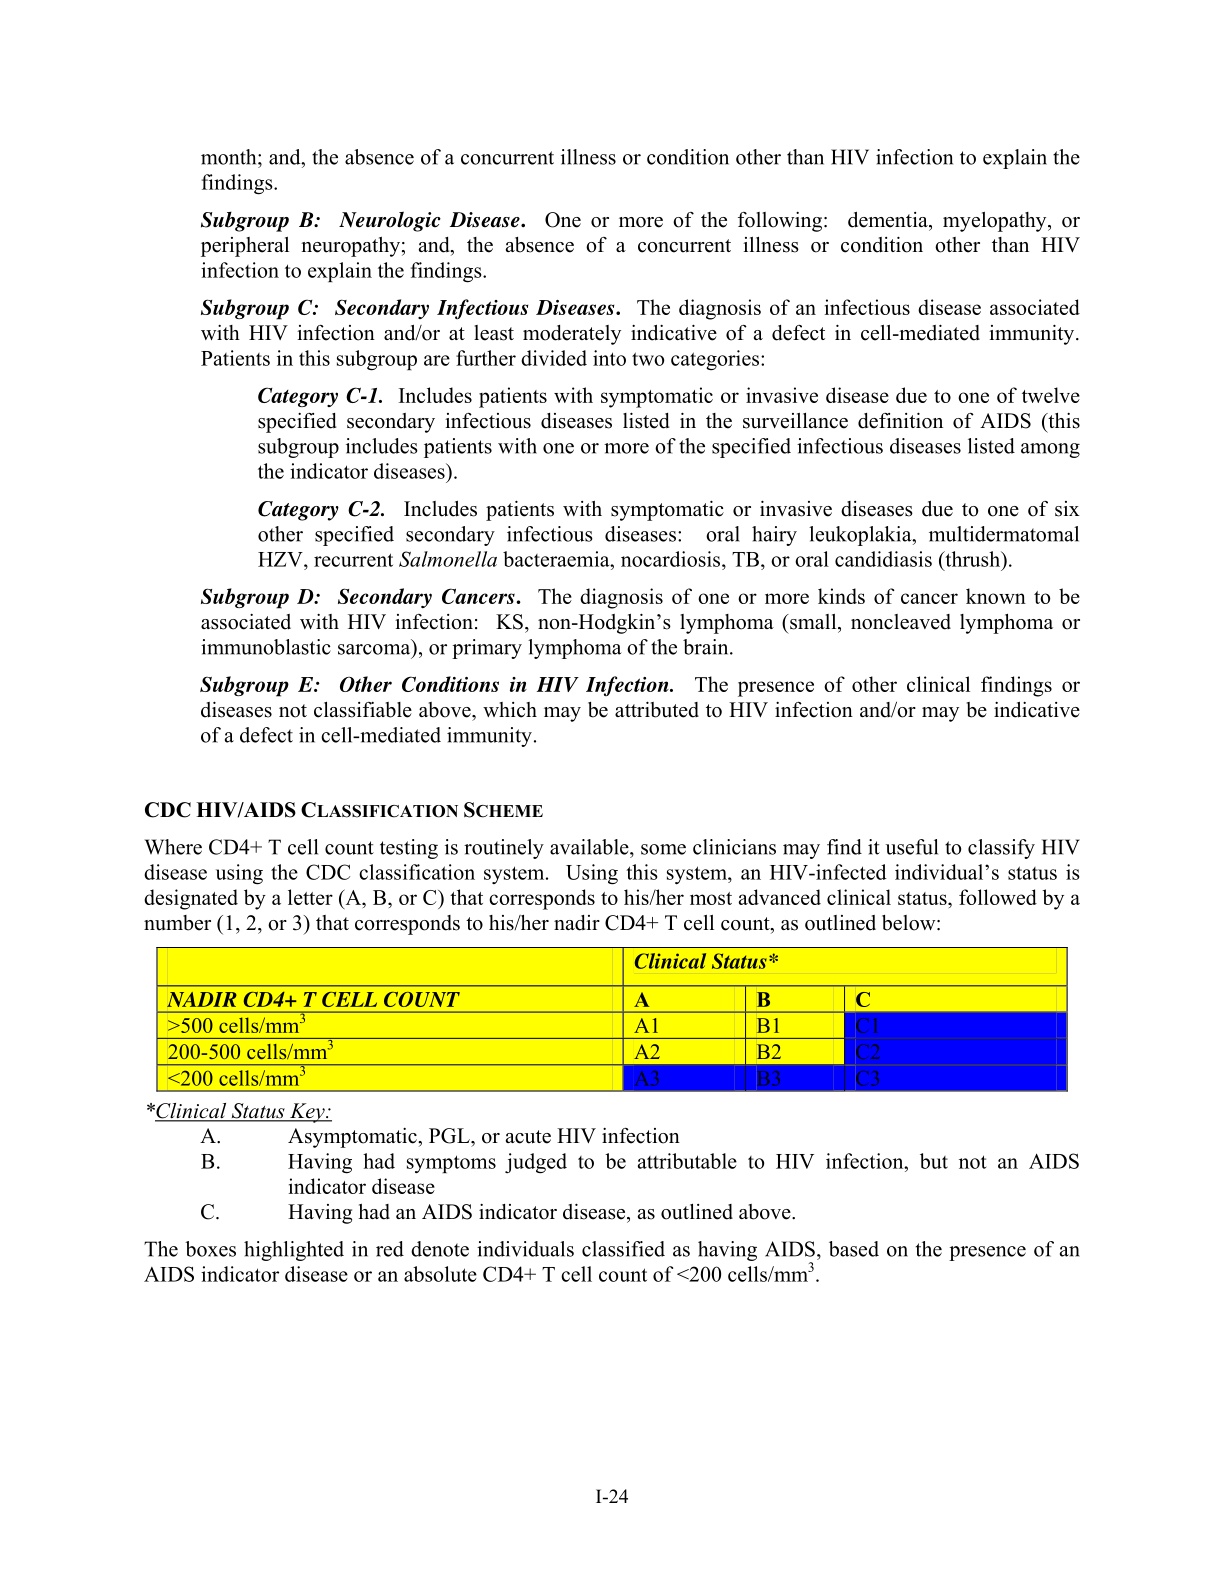 month; and, the absence of a concurrent illness or condition other than HIV infection to explain the
findings.
Subgroup B: Neurologic Disease. One or more of the following: dementia, myelopathy, or
peripheral neuropathy; and, the absence of a concurrent illness or condition other than HIV
infection to explain the findings.
Subgroup C: Secondary Infectious Diseases. The diagnosis of an infectious disease associated
with HIV infection and/or at least moderately indicative of a defect in cell-mediated immunity.
Patients in this subgroup are further divided into two categories:
Category C-1. Includes patients with symptomatic or invasive disease due to one of twelve
specified secondary infectious diseases listed in the surveillance definition of AIDS (this
subgroup includes patients with one or more of the specified infectious diseases listed among
the indicator diseases).
Category C-2. Includes patients with symptomatic or invasive diseases due to one of six
other specified secondary infectious diseases: oral hairy leukoplakia, multidermatomal
HZV, recurrent Salmonella bacteraemia, nocardiosis, TB, or oral candidiasis (thrush).
Subgroup D: Secondary Cancers. The diagnosis of one or more kinds of cancer known to be
associated with HIV infection: KS, non-Hodgkin’s lymphoma (small, noncleaved lymphoma or
immunoblastic sarcoma), or primary lymphoma of the brain.
Subgroup E: Other Conditions in HIV Infection. The presence of other clinical findings or
diseases not classifiable above, which may be attributed to HIV infection and/or may be indicative
of a defect in cell-mediated immunity.
CDC HIV/AIDS CLASSIFICATION SCHEME
Where CD4+ T cell count testing is routinely available, some clinicians may find it useful to classify HIV
disease using the CDC classification system. Using this system, an HIV-infected individual’s status is
designated by a letter (A, B, or C) that corresponds to his/her most advanced clinical status, followed by a
number (1, 2, or 3) that corresponds to his/her nadir CD4+ T cell count, as outlined below:
Clinical Status*
NADIR CD4+ T CELL COUNT A B C
>500 cells/mm³ A1 B1 C1
200-500 cells/mm³ A2 B2 C2
<200 cells/mm³ A3 B3 C3
*Clinical Status Key:
A. Asymptomatic, PGL, or acute HIV infection
B. Having had symptoms judged to be attributable to HIV infection, but not an AIDS
indicator disease
C. Having had an AIDS indicator disease, as outlined above.
The boxes highlighted in red denote individuals classified as having AIDS, based on the presence of an
AIDS indicator disease or an absolute CD4+ T cell count of <200 cells/mm³.
I-24